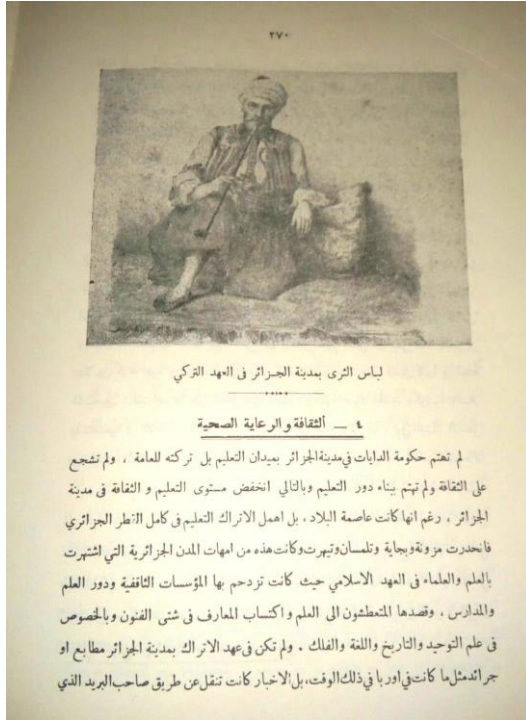 ٢٧٠
لباس الثرى بمدينة الجزائر فى العهد التركي
٤ ــ الثقافة والرعاية الصحية
لم تهتم حكومة الدايات في مدينة الجزائر بميدان التعليم بل تركته للعامة ، ولم تشجع
على الثقافة ولم تهتم ببناء دور التعليم وبالتالي انخفض مستوى التعليم و الثقافة فى مدينة
الجزائر ، رغم انها كانت عاصمة البلاد ، بل اهمل الاتراك التعليم فى كامل القطر الجزائري
فانحدرت مزونة وبجاية وتلمسان وتيهرت وكانت هذه من امهات المدن الجزائرية التي اشتهرت
بالعلم والعلماء فى العهد الاسلامي حيث كانت تزدحم بها المؤسسات الثاقفية ودور العلم
والمدارس ، وقصدها المتعطشون الى العلم واكتساب المعارف فى شتى الفنون وبالخصوص
فى علم التوحيد والتاريخ واللغة والفلك . ولم تكن فى عهد الاتراك بمدينة الجزائر مطابع او
جرائد مثل ما كانت في اوربا في ذلك الوقت، بل الاخبار كانت تنقل عن طريق صاحب البريد الذي